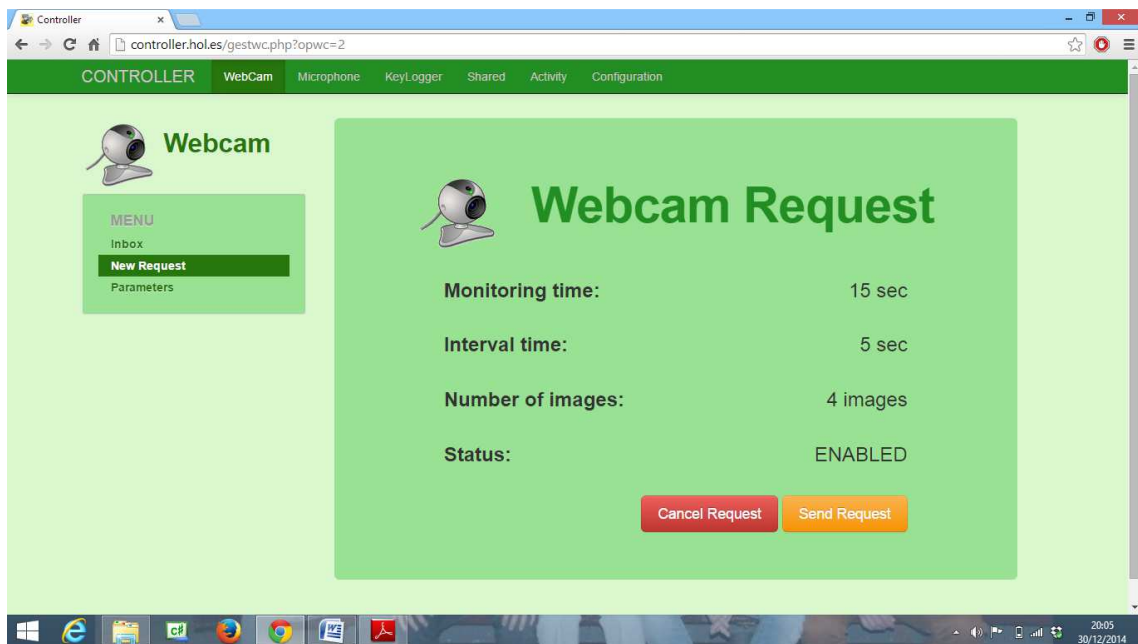 Controller
controller.hol.es/gestwc.php?opwc=2
CONTROLLER WebCam Microphone KeyLogger Shared Activity Configuration
Webcam
MENU
Inbox
New Request
Parameters
Webcam Request
Monitoring time: 15 sec
Interval time: 5 sec
Number of images: 4 images
Status: ENABLED
Cancel Request Send Request
C#
20:05
30/12/2014